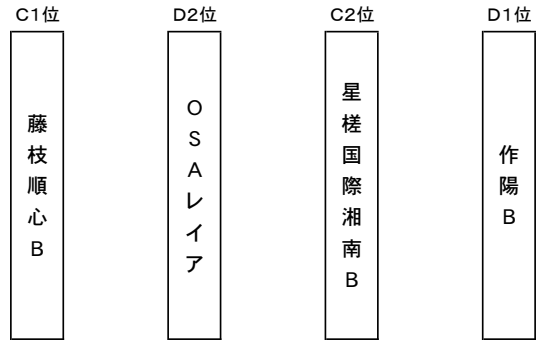 C1位
D2位
C2位
D1位
藤枝順心B
OSAレイア
星槎国際湘南B
作陽B